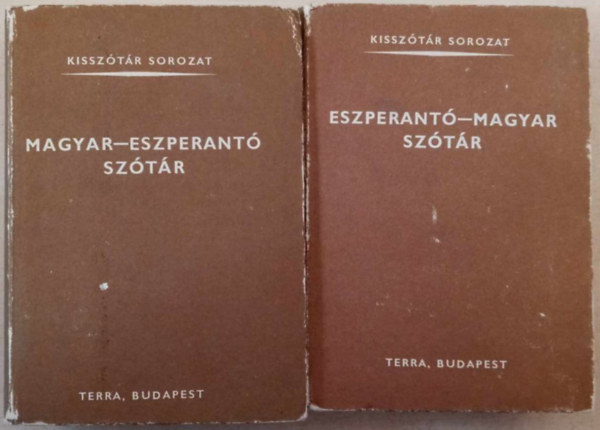 KISSZÓTÁR SOROZAT
MAGYAR—ESZPERANTÓ
SZÓTÁR
TERRA, BUDAPEST
KISSZÓTÁR SOROZAT
ESZPERANTÓ—MAGYAR
SZÓTÁR
TERRA, BUDAPEST